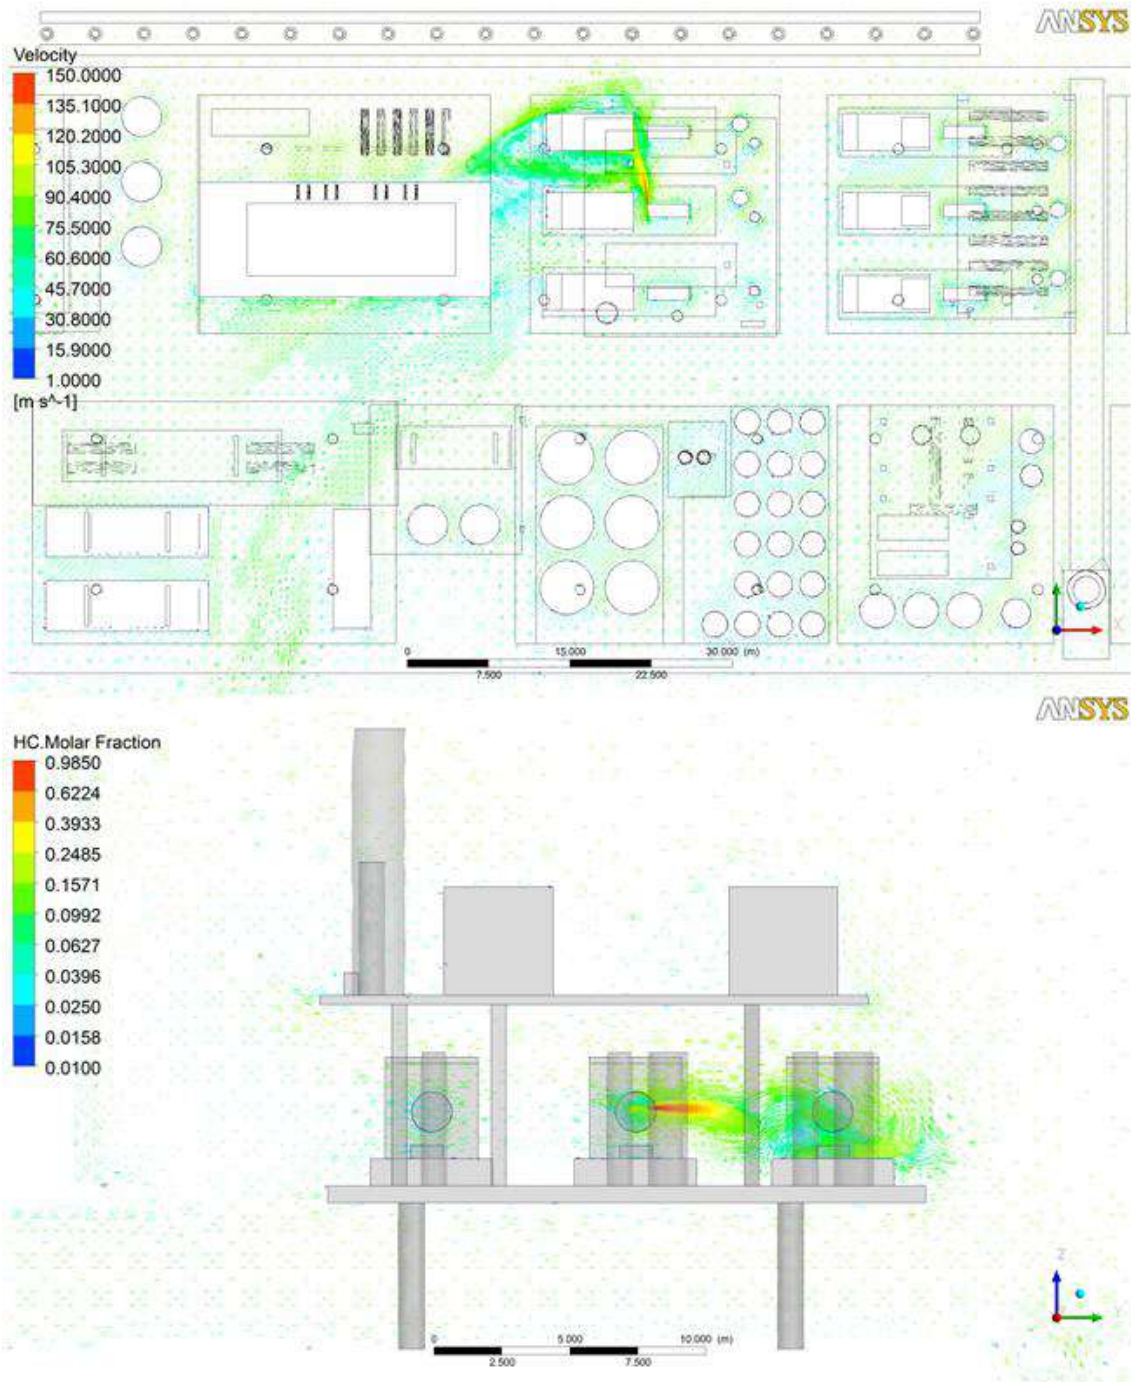 ANSYS
Velocity
150.0000
135.1000
120.2000
105.3000
90.4000
75.5000
60.6000
45.7000
30.8000
15.9000
1.0000
[m s^-1]
X
0 15.000 30.000 (m)
7.500 22.500
ANSYS
HC.Molar Fraction
0.9850
0.6224
0.3933
0.2485
0.1571
0.0992
0.0627
0.0396
0.0250
0.0158
0.0100
Z
Y
0 5.000 10.000 (m)
2.500 7.500